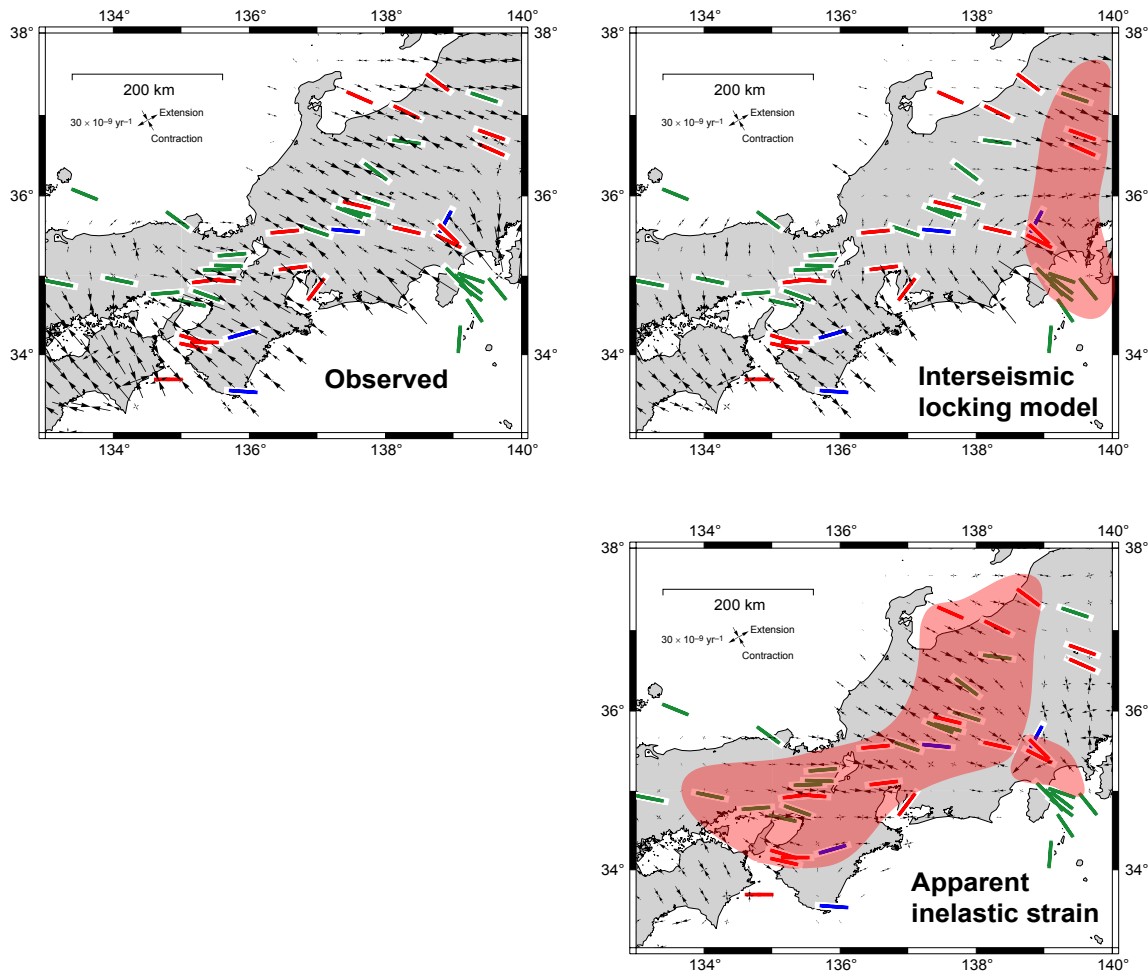 134° 136° 138° 140°
38° 38°
200 km
30 × 10⁻⁹ yr⁻¹
Extension
Contraction
36° 36°
34° 34°
Observed
134° 136° 138° 140°
134° 136° 138° 140°
38° 38°
200 km
30 × 10⁻⁹ yr⁻¹
Extension
Contraction
36° 36°
34° 34°
Interseismic
locking model
134° 136° 138° 140°
134° 136° 138° 140°
38° 38°
200 km
30 × 10⁻⁹ yr⁻¹
Extension
Contraction
36° 36°
34° 34°
Apparent
inelastic strain
134° 136° 138° 140°